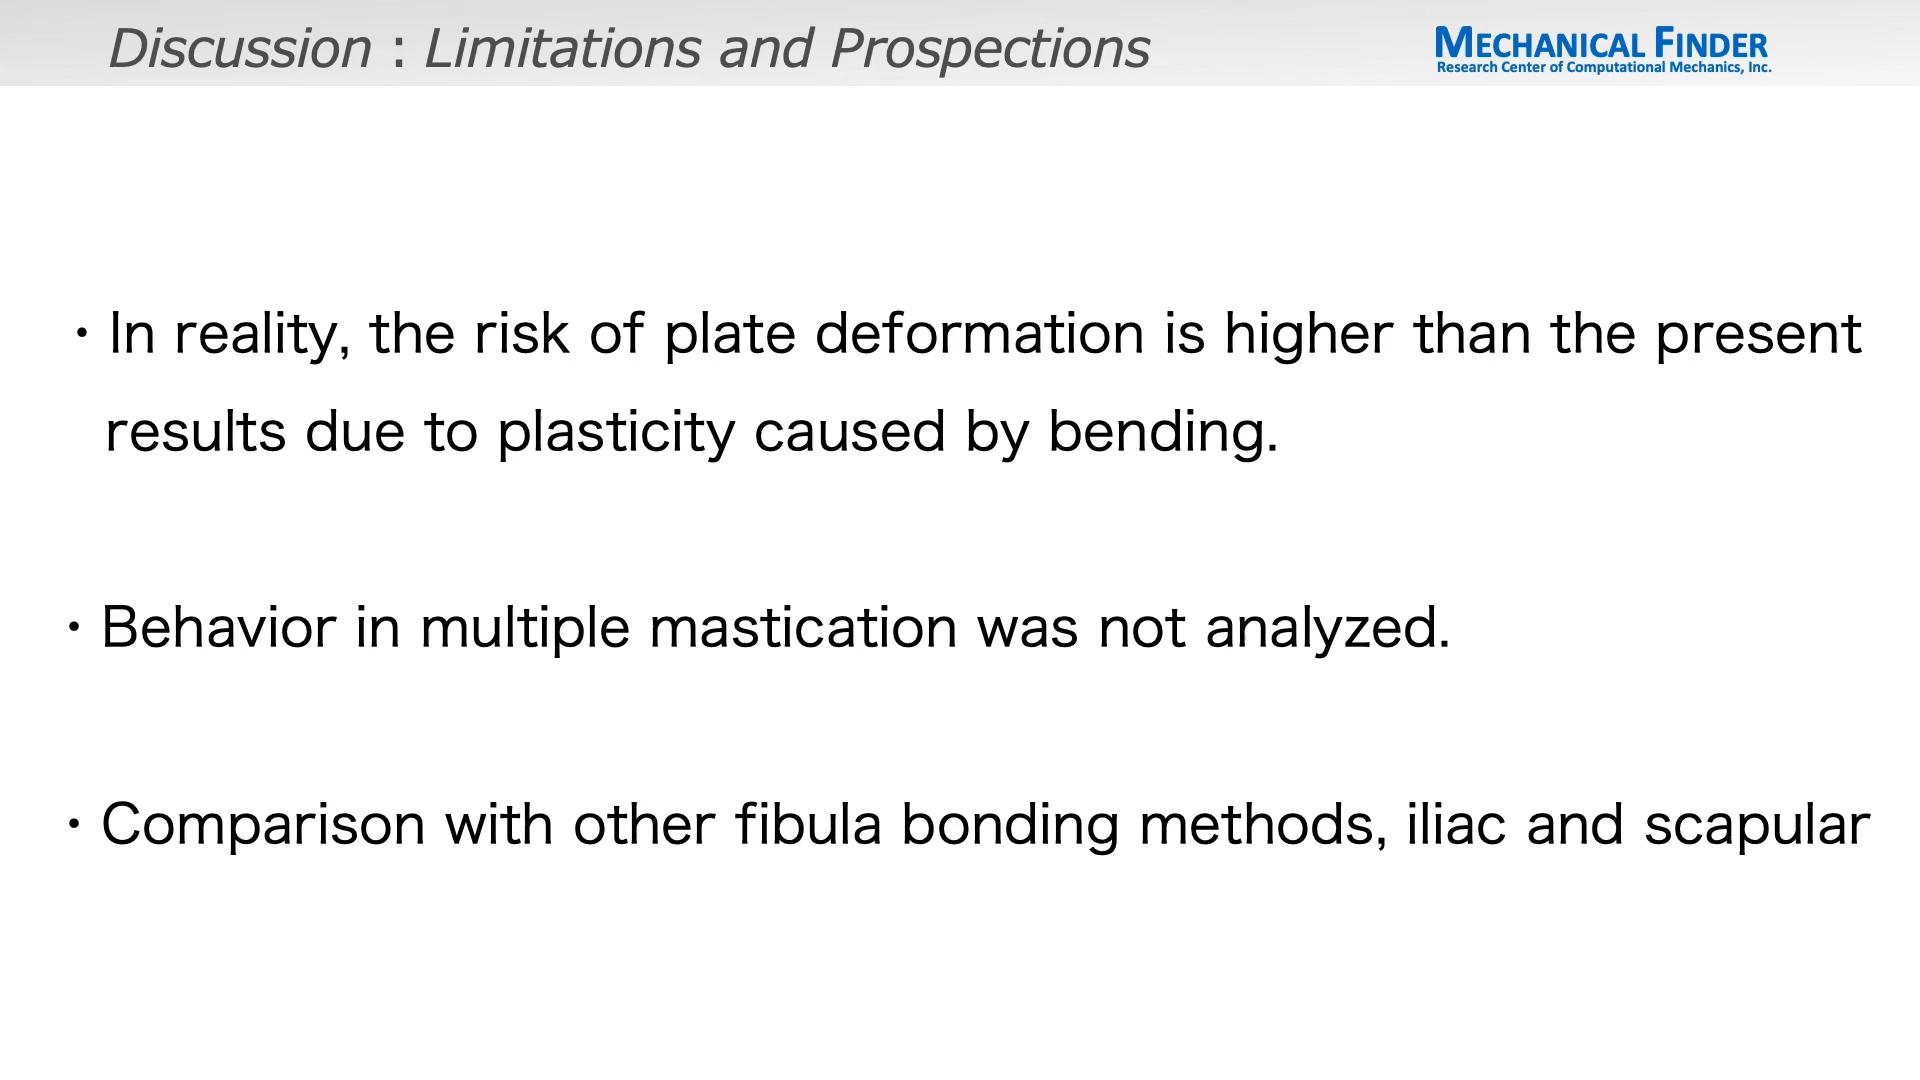 Discussion : Limitations and Prospections
MECHANICAL FINDER
Research Center of Computational Mechanics, Inc.
・In reality, the risk of plate deformation is higher than the present
results due to plasticity caused by bending.
・Behavior in multiple mastication was not analyzed.
・Comparison with other fibula bonding methods, iliac and scapular